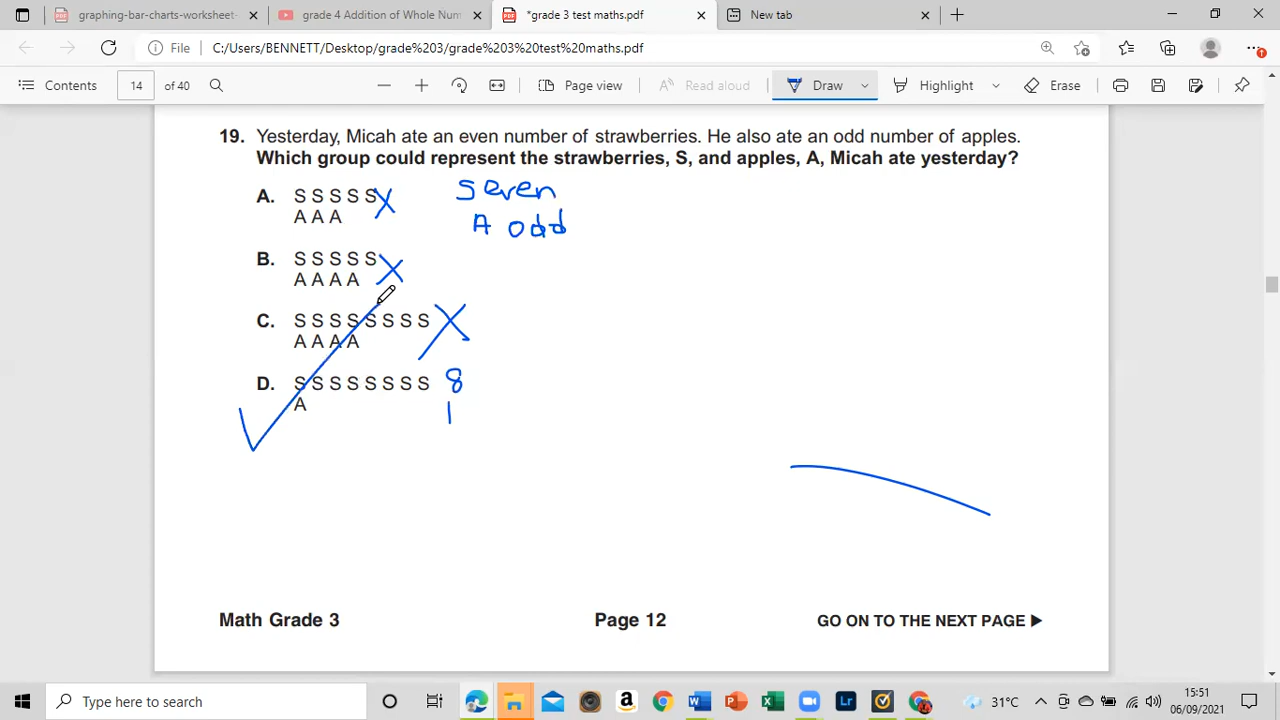 graphing-bar-charts-worksheet-
grade 4 Addition of Whole Num
*grade 3 test maths.pdf
New tab
File
C:/Users/BENNETT/Desktop/grade%203/grade%203%20test%20maths.pdf
Contents
14
of 40
Page view
Read aloud
Draw
Highlight
Erase
19. Yesterday, Micah ate an even number of strawberries. He also ate an odd number of apples.
Which group could represent the strawberries, S, and apples, A, Micah ate yesterday?
A. S S S S S X
A A A
S even
A odd
B. S S S S S X
A A A A
C. S S S S S S S S X
A A A A
D. S S S S S S S S 8
A 1
Math Grade 3
Page 12
GO ON TO THE NEXT PAGE ▶
Type here to search
31°C
15:51
06/09/2021